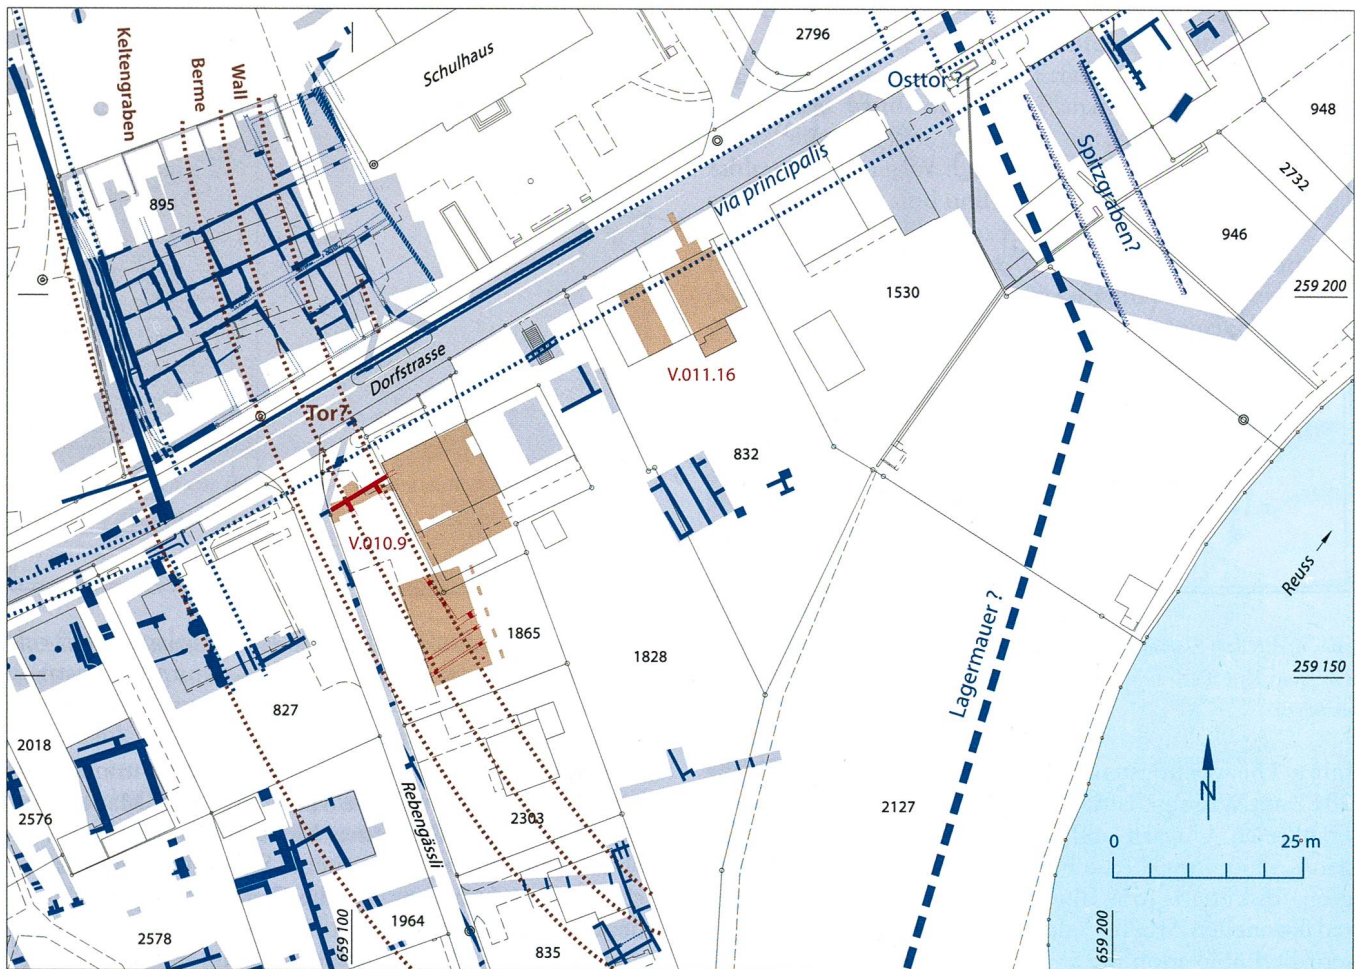 Keltengraben
Berme
Wall
Schulhaus
2796
Osttor ?
948
895
via principalis
Spitzgraben?
2732
946
1530
259 200
Dorfstrasse
V.011.16
Tor?
832
V.010.9
Reuss
1865
1828
Lagermauer ?
259 150
827
2018
N
2127
2576
Rebengässli
2303
0 25 m
659 100
1964
659 200
2578
835